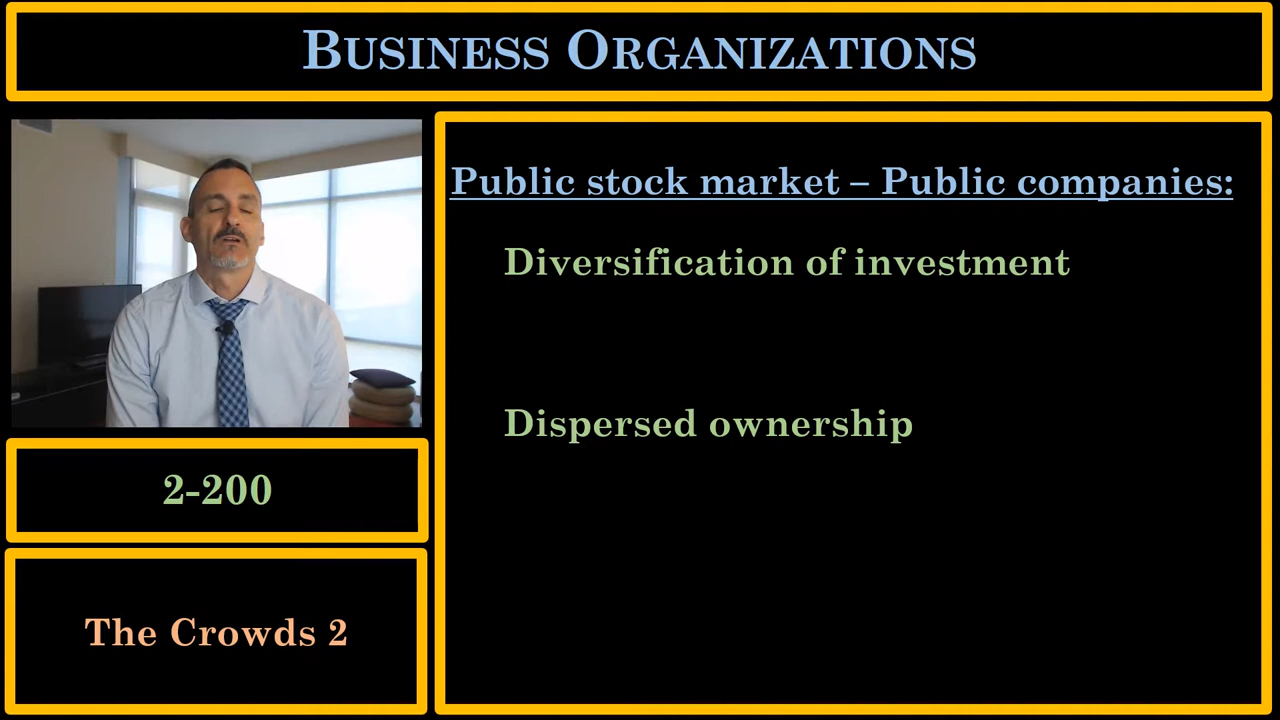 BUSINESS ORGANIZATIONS
Public stock market – Public companies:
Diversification of investment
Dispersed ownership
2-200
The Crowds 2